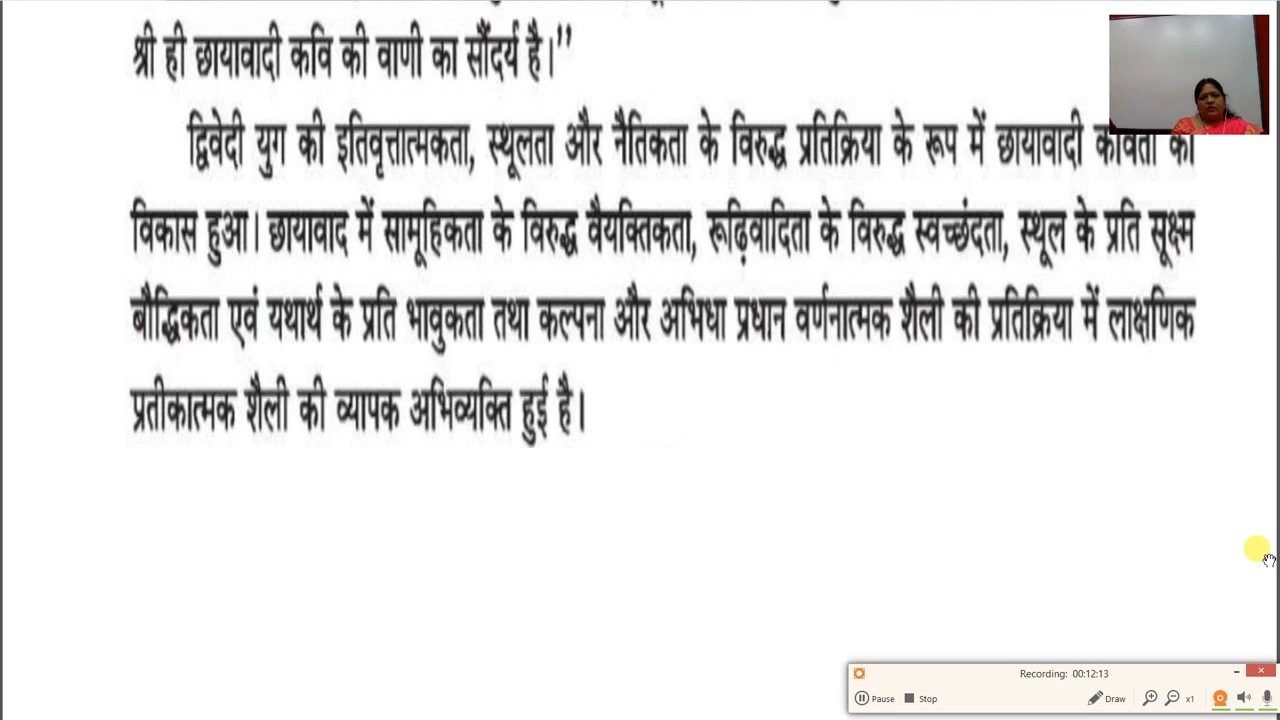 श्री ही छायावादी कवि की वाणी का सौंदर्य है।”
द्विवेदी युग की इतिवृत्तात्मकता, स्थूलता और नैतिकता के विरुद्ध प्रतिक्रिया के रूप में छायावादी कविता का
विकास हुआ। छायावाद में सामूहिकता के विरुद्ध वैयक्तिकता, रूढ़िवादिता के विरुद्ध स्वच्छंदता, स्थूल के प्रति सूक्ष्म
बौद्धिकता एवं यथार्थ के प्रति भावुकता तथा कल्पना और अभिधा प्रधान वर्णनात्मक शैली की प्रतिक्रिया में लाक्षणिक
प्रतीकात्मक शैली की व्यापक अभिव्यक्ति हुई है।
Recording: 00:12:13
Pause Stop Draw x1